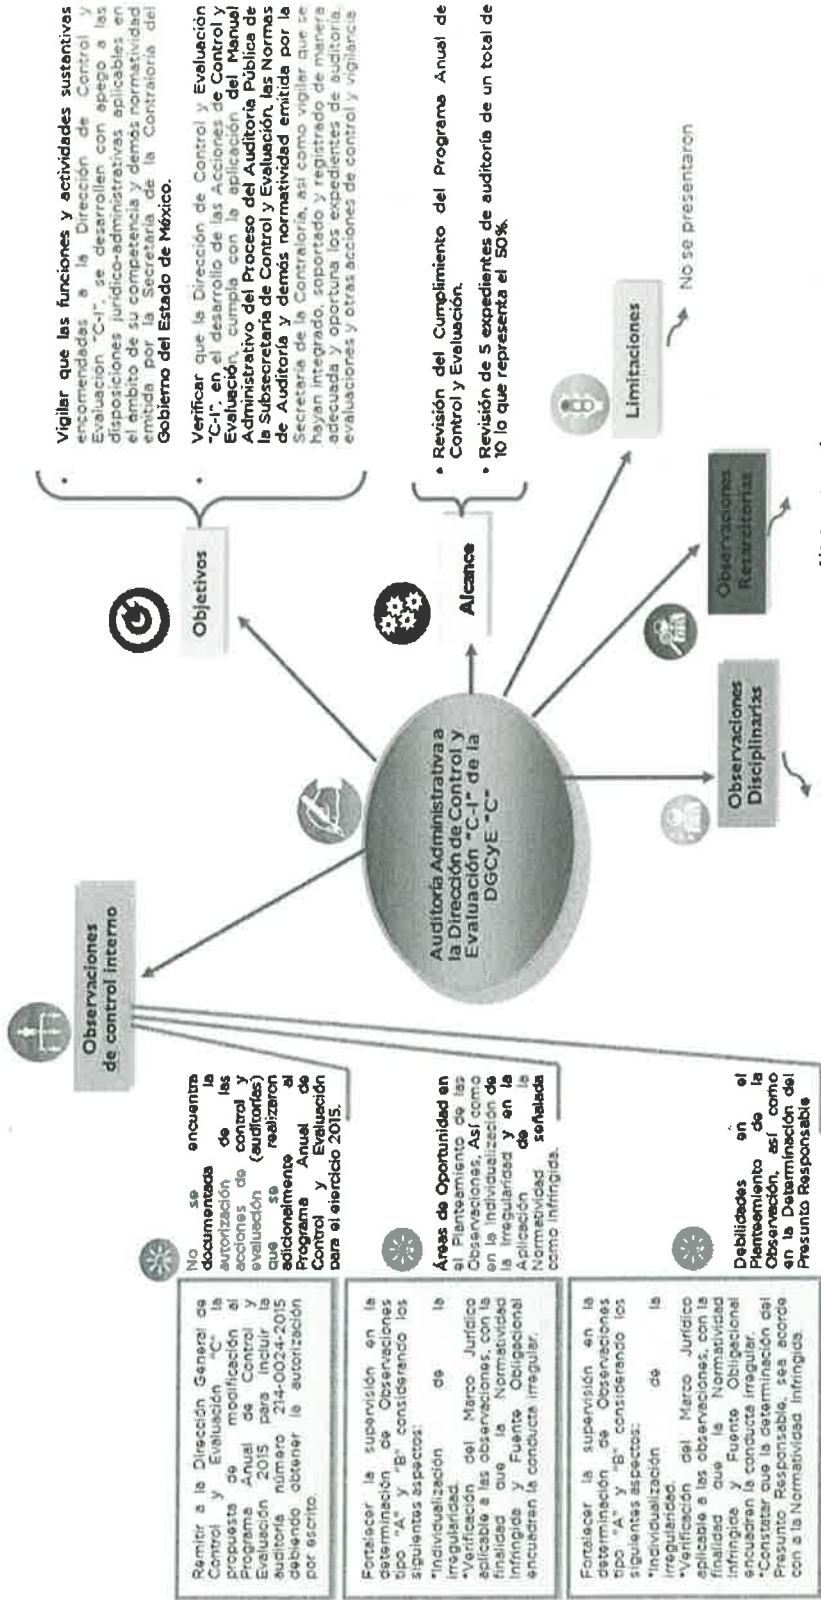 Observaciones
de control interno
Remitir a la Dirección General de
Control y Evaluación "C" la
propuesta de modificación al
Programa Anual de Control y
Evaluación 2015 para incluir la
auditoría número 214-0024-2015
debiendo obtener la autorización
por escrito.
No se encuentra
documentada la
autorización de las
acciones de control y
evaluación (auditorías)
que se realizaron
adicionalmente al
Programa Anual de
Control y Evaluación
para el ejercicio 2015.
Fortalecer la supervisión en la
determinación de Observaciones
tipo "A" y "B" considerando los
siguientes aspectos:
*Individualización de la
irregularidad.
*Verificación del Marco Jurídico
aplicable a las observaciones, con la
finalidad que la Normatividad
Infringida y Fuente Obligacional
encuadren la conducta irregular.
Áreas de Oportunidad en
el Planteamiento de las
Observaciones, Así como
en la Individualización de
la Irregularidad y en la
Aplicación de la
Normatividad señalada
como Infringida.
Fortalecer la supervisión en la
determinación de Observaciones
tipo "A" y "B" considerando los
siguientes aspectos:
*Individualización de la
irregularidad.
*Verificación del Marco Jurídico
aplicable a las observaciones, con la
finalidad que la Normatividad
Infringida y Fuente Obligacional
encuadren la conducta irregular.
*Constatar que la determinación del
Presunto Responsable, sea acorde
con a la Normatividad Infringida.
Debilidades en el
Planteamiento de la
Observación, así como
en la Determinación del
Presunto Responsable
Auditoría Administrativa a
la Dirección de Control y
Evaluación "C-I" de la
DGCyE "C"
Objetivos
• Vigilar que las funciones y actividades sustantivas
encomendadas a la Dirección de Control y
Evaluación "C-I", se desarrollen con apego a las
disposiciones jurídico-administrativas aplicables en
el ámbito de su competencia y demás normatividad
emitida por la Secretaría de la Contraloría del
Gobierno del Estado de México.
• Verificar que la Dirección de Control y Evaluación
"C-I", en el desarrollo de las Acciones de Control y
Evaluación, cumpla con la aplicación del Manual
Administrativo del Proceso del Auditoría Pública de
la Subsecretaría de Control y Evaluación, las Normas
de Auditoría y demás normatividad emitida por la
Secretaría de la Contraloría, así como vigilar que se
hayan integrado, soportado y registrado de manera
adecuada y oportuna los expedientes de auditoría,
evaluaciones y otras acciones de control y vigilancia
Alcance
• Revisión del Cumplimiento del Programa Anual de
Control y Evaluación.
• Revisión de 5 expedientes de auditoría de un total de
10 lo que representa el 50%.
Limitaciones
No se presentaron
Observaciones
Resarcitorias
Observaciones
Disciplinarias